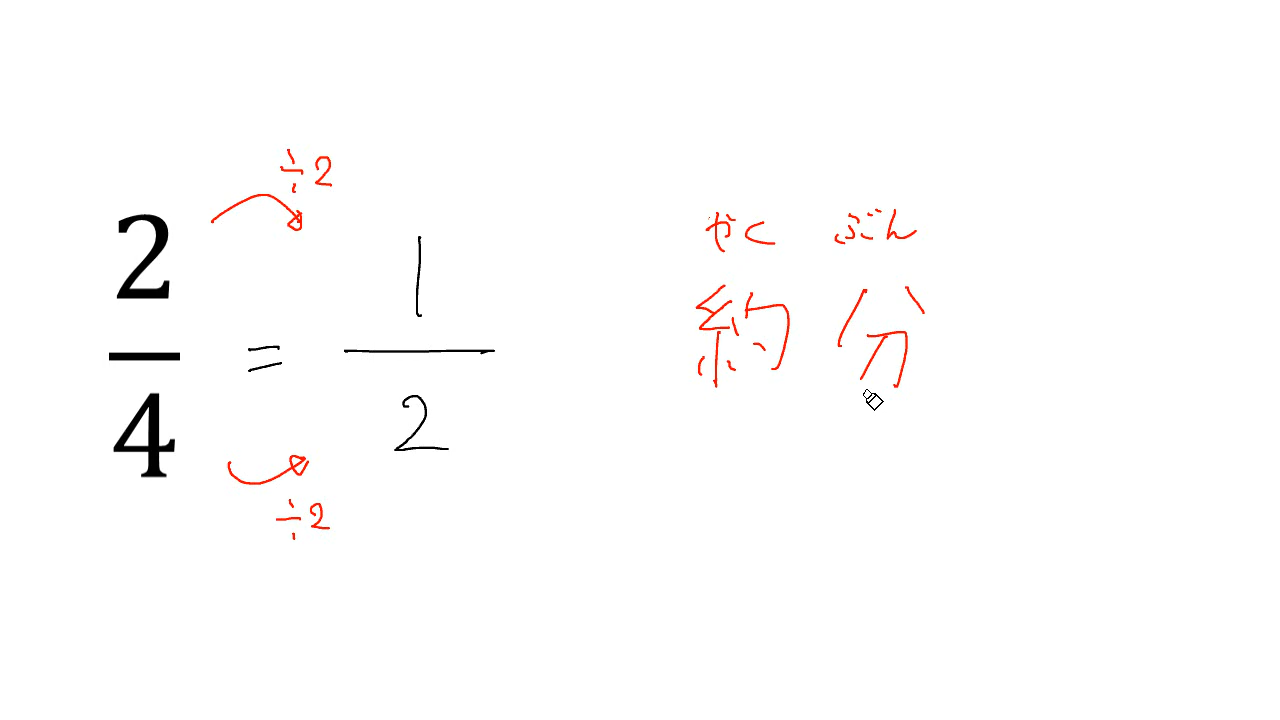 ÷2
2/4 = 1/2
÷2
やく ぶん
約分